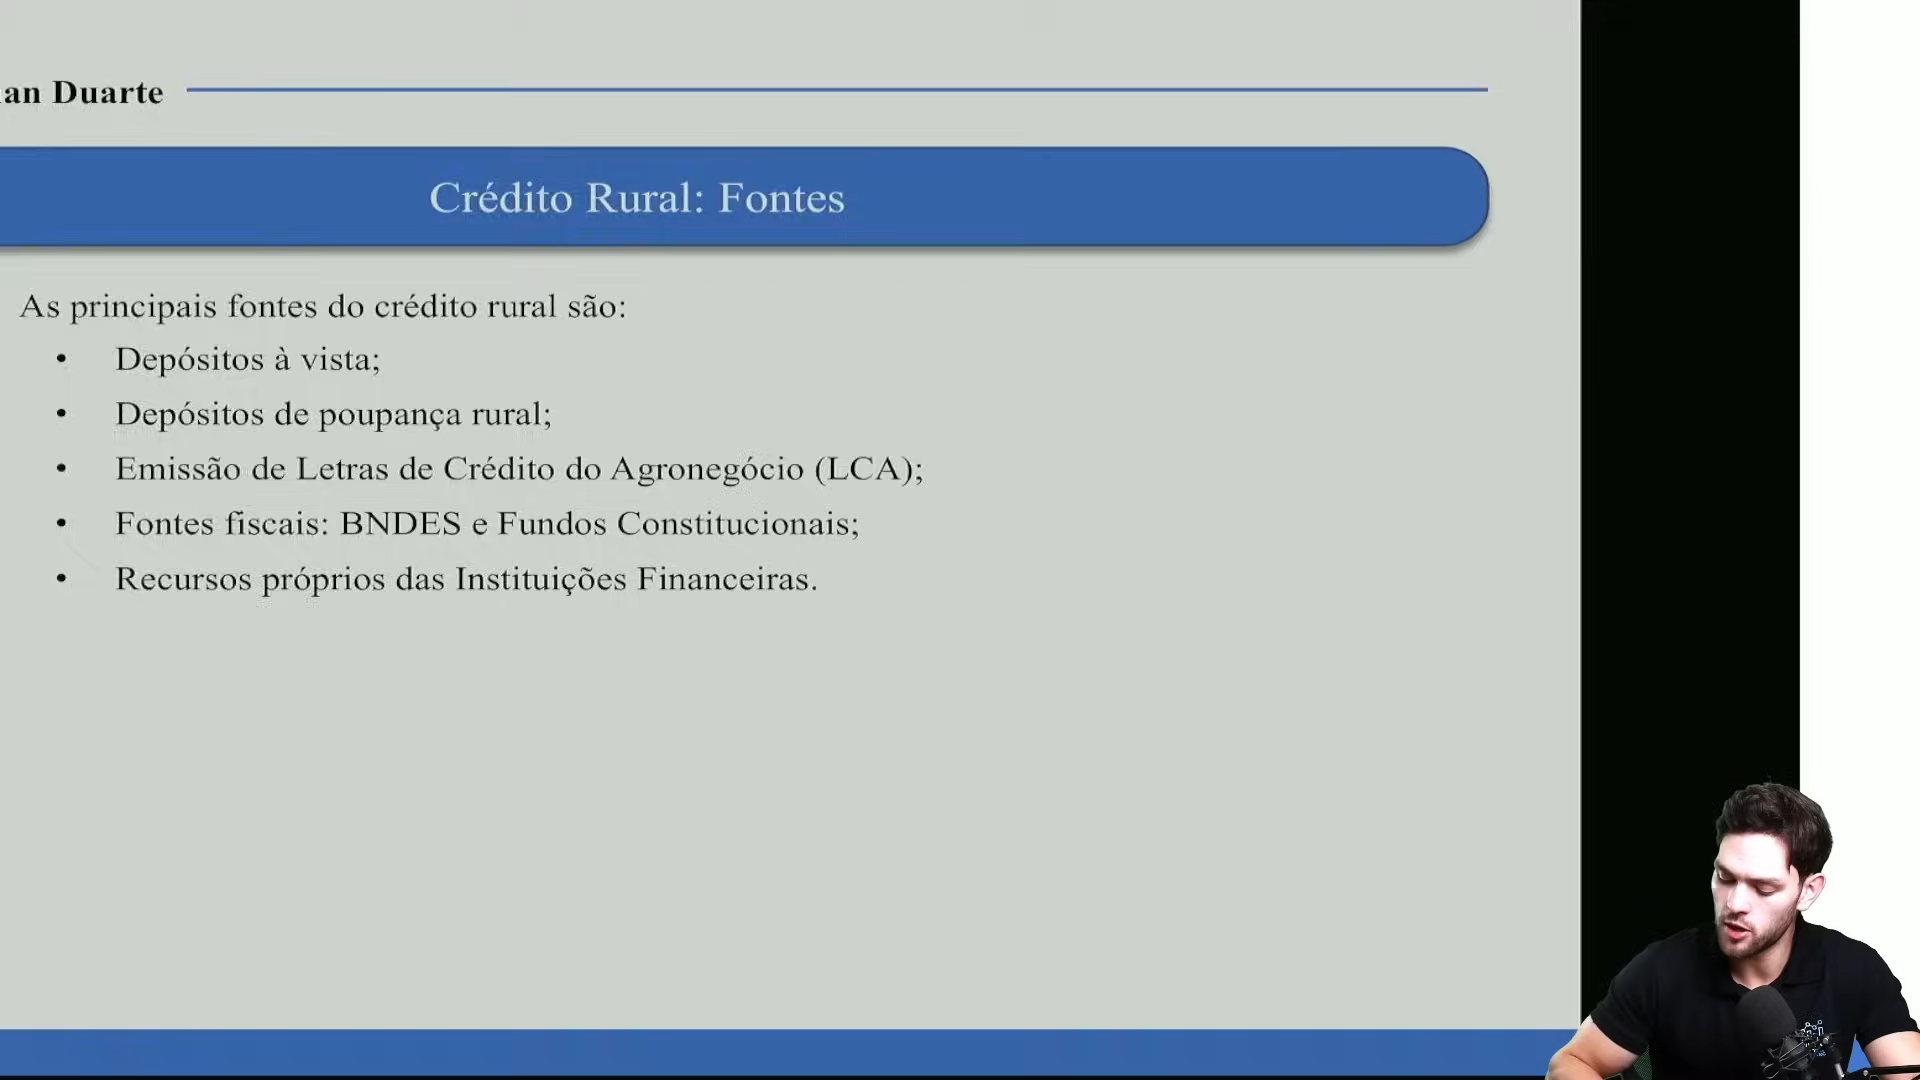 an Duarte
Crédito Rural: Fontes
As principais fontes do crédito rural são:
• Depósitos à vista;
• Depósitos de poupança rural;
• Emissão de Letras de Crédito do Agronegócio (LCA);
• Fontes fiscais: BNDES e Fundos Constitucionais;
• Recursos próprios das Instituições Financeiras.